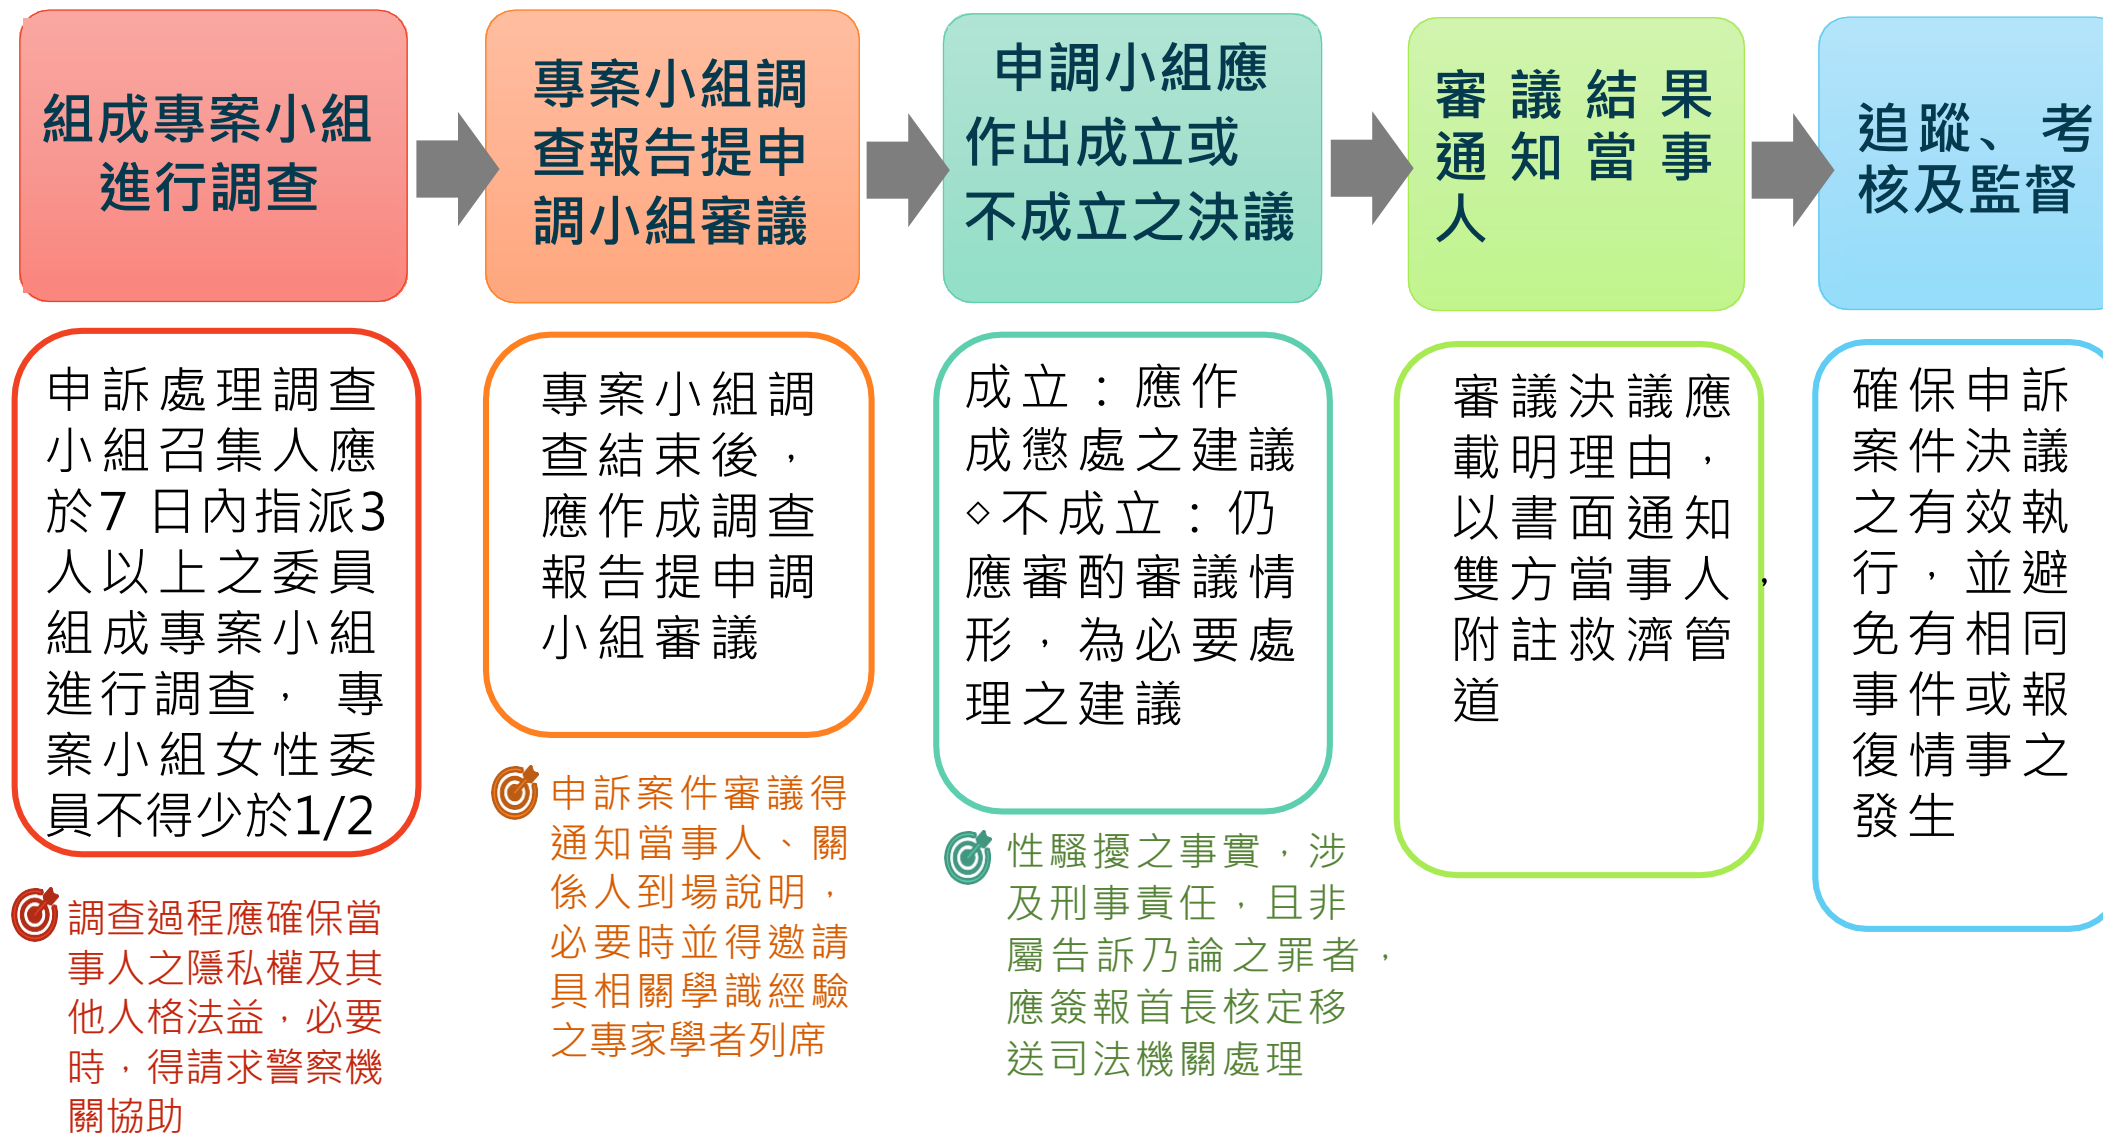 組成專案小組
進行調查
專案小組調
查報告提申
調小組審議
申調小組應
作出成立或
不成立之決議
審議結果
通知當事
人
追蹤、考
核及監督
申訴處理調查
小組召集人應
於7 日內指派3
人以上之委員
組成專案小組
進行調查， 專
案小組女性委
員不得少於1/2
調查過程應確保當
事人之隱私權及其
他人格法益，必要
時，得請求警察機
關協助
專案小組調
查結束後，
應作成調查
報告提申調
小組審議
申訴案件審議得
通知當事人、關
係人到場說明，
必要時並得邀請
具相關學識經驗
之專家學者列席
成立：應作
成懲處之建議
◇不成立：仍
應審酌審議情
形，為必要處
理之建議
性騷擾之事實，涉
及刑事責任，且非
屬告訴乃論之罪者，
應簽報首長核定移
送司法機關處理
審議決議應
載明理由，
以書面通知
雙方當事人，
附註救濟管
道
確保申訴
案件決議
之有效執
行，並避
免有相同
事件或報
復情事之
發生